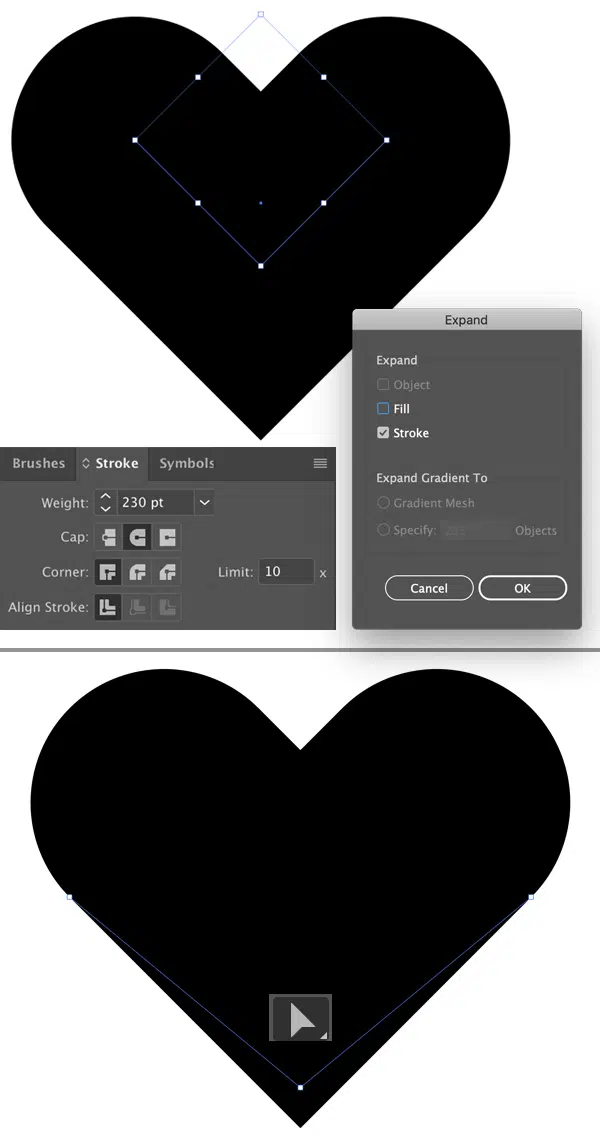 Expand
Expand
Object
Fill
Stroke
Expand Gradient To
Gradient Mesh
Specify: Objects
Cancel OK
Brushes Stroke Symbols
Weight: 230 pt
Cap:
Corner: Limit: 10 x
Align Stroke: